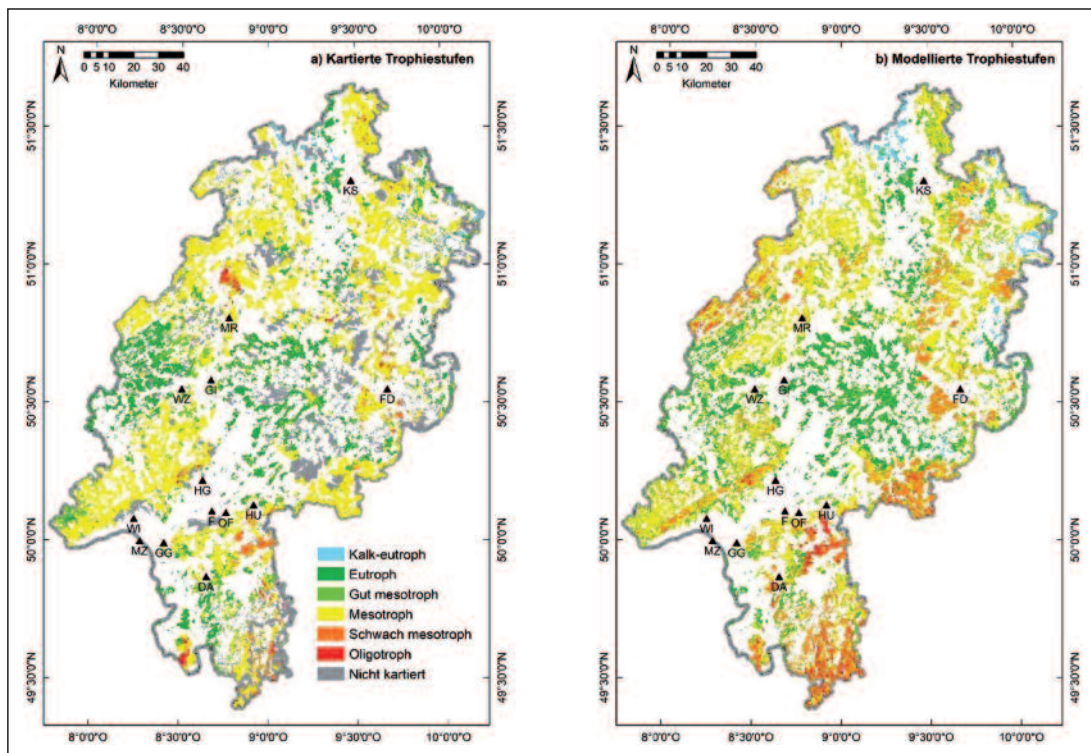 8°0'0"O 8°30'0"O 9°0'0"O 9°30'0"O 10°0'0"O
N
0 5 10 20 30 40
Kilometer
a) Kartierte Trophiestufen
51°30'0"N
51°0'0"N
50°30'0"N
50°0'0"N
49°30'0"N
KS
MR
GI
WZ
FD
HG
F
OF
HU
WI
MZ
GG
DA
Kalk-eutroph
Eutroph
Gut mesotroph
Mesotroph
Schwach mesotroph
Oligotroph
Nicht kartiert
8°0'0"O 8°30'0"O 9°0'0"O 9°30'0"O 10°0'0"O
8°0'0"O 8°30'0"O 9°0'0"O 9°30'0"O 10°0'0"O
N
0 5 10 20 30 40
Kilometer
b) Modellierte Trophiestufen
KS
MR
GI
WZ
FD
HG
F
OF
HU
WI
MZ
GG
DA
51°30'0"N
51°0'0"N
50°30'0"N
50°0'0"N
49°30'0"N
8°0'0"O 8°30'0"O 9°0'0"O 9°30'0"O 10°0'0"O